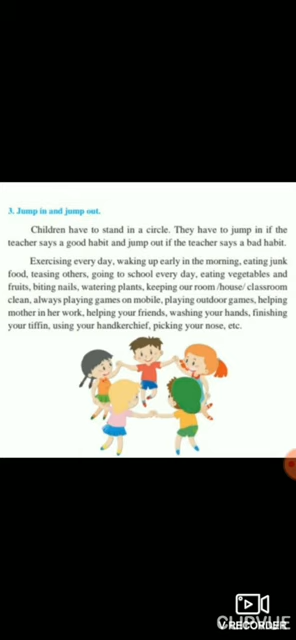 3. Jump in and jump out.
Children have to stand in a circle. They have to jump in if the
teacher says a good habit and jump out if the teacher says a bad habit.
Exercising every day, waking up early in the morning, eating junk
food, teasing others, going to school every day, eating vegetables and
fruits, biting nails, watering plants, keeping our room /house/ classroom
clean, always playing games on mobile, playing outdoor games, helping
mother in her work, helping your friends, washing your hands, finishing
your tiffin, using your handkerchief, picking your nose, etc.
V·RECORDER